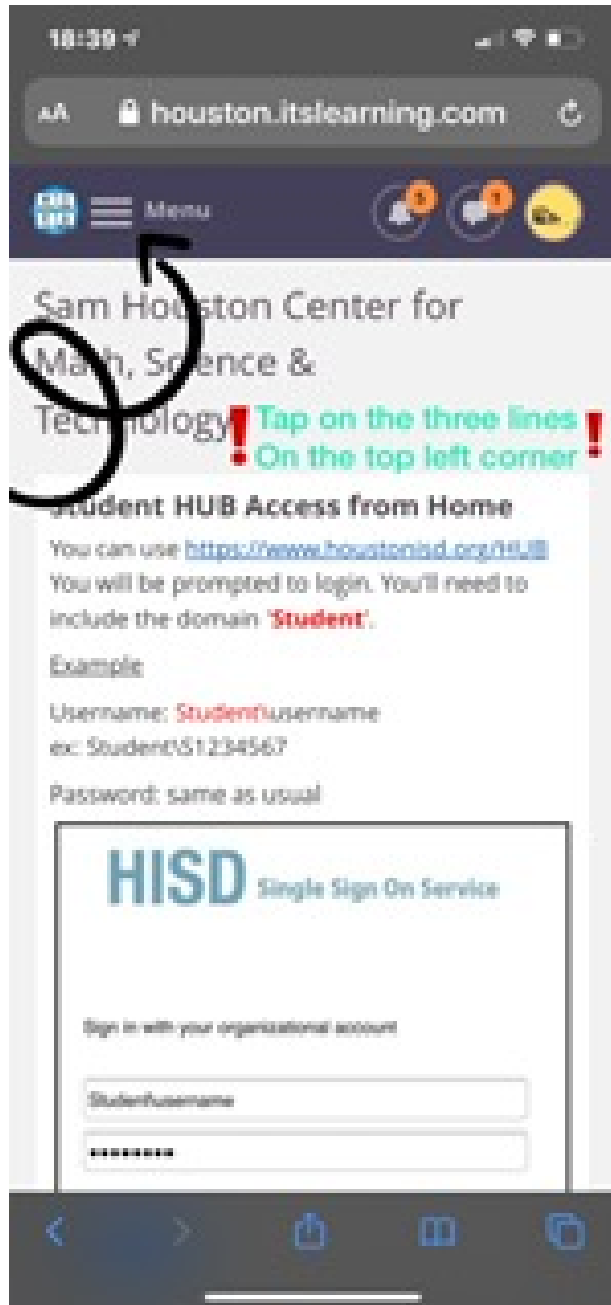 18:39
AA houston.itslearning.com
Menu 5 1
Sam Houston Center for
Math, Science &
Technology
! Tap on the three lines !
On the top left corner
Student HUB Access from Home
You can use https://www.houstonisd.org/HUB
You will be prompted to login. You'll need to
include the domain 'Student'.
Example
Username: Student\username
ex: Student\S1234567
Password: same as usual
HISD Single Sign On Service
Sign in with your organizational account
Student\username